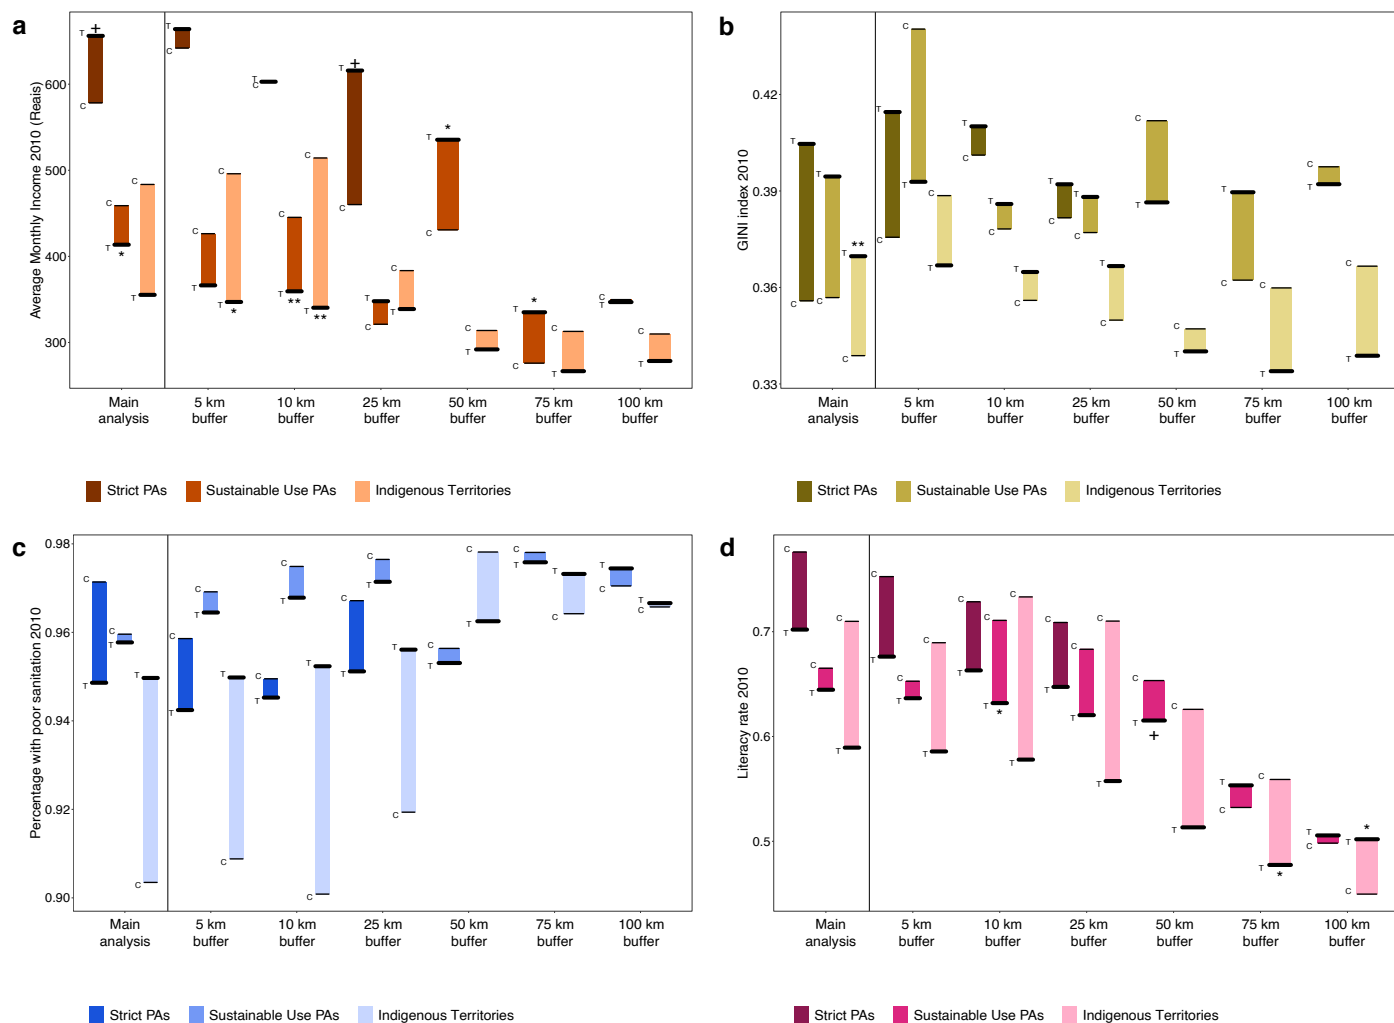 a
Average Monthly Income 2010 (Reais)
600
500
400
300
T + C
C T *
C T
T C
C T
C T *
T C
C T **
C T **
T + C
T C
C T
T * C
C T
T * C
C T
C T
C T
Main analysis
5 km buffer
10 km buffer
25 km buffer
50 km buffer
75 km buffer
100 km buffer
Strict PAs
Sustainable Use PAs
Indigenous Territories
b
GINI index 2010
0.42
0.39
0.36
0.33
T C
T C
** T C
T C
C T
C T
T C
T C
T C
T C
T C
T C
C T
C T
T C
C T
C T
C T
Main analysis
5 km buffer
10 km buffer
25 km buffer
50 km buffer
75 km buffer
100 km buffer
Strict PAs
Sustainable Use PAs
Indigenous Territories
c
Percentage with poor sanitation 2010
0.98
0.96
0.94
0.92
0.90
C T
C T
T C
C T
C T
T C
C T
C T
T C
C T
C T
T C
C T
C T
C T
T C
T C
T C
Main analysis
5 km buffer
10 km buffer
25 km buffer
50 km buffer
75 km buffer
100 km buffer
Strict PAs
Sustainable Use PAs
Indigenous Territories
d
Literacy rate 2010
0.7
0.6
0.5
C T
C T
C T
C T
C T
C T
C T
C T *
C T
C T
C T
C T
C T +
C T
T C
C T *
T C
* T C
Main analysis
5 km buffer
10 km buffer
25 km buffer
50 km buffer
75 km buffer
100 km buffer
Strict PAs
Sustainable Use PAs
Indigenous Territories